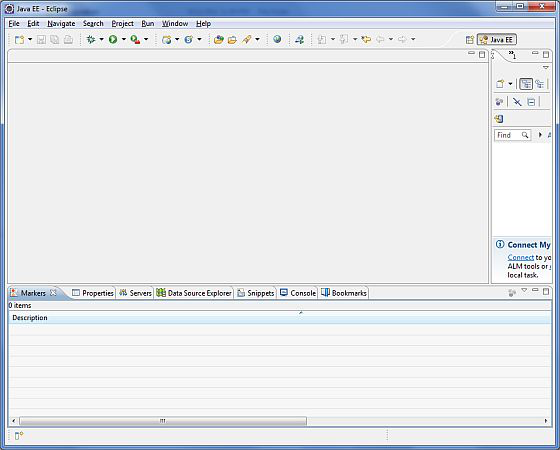 Java EE - Eclipse
File Edit Navigate Search Project Run Window Help
Java EE
»1
Find
A
Connect My
Connect to yo
ALM tools or
local task.
Markers Properties Servers Data Source Explorer Snippets Console Bookmarks
0 items
Description